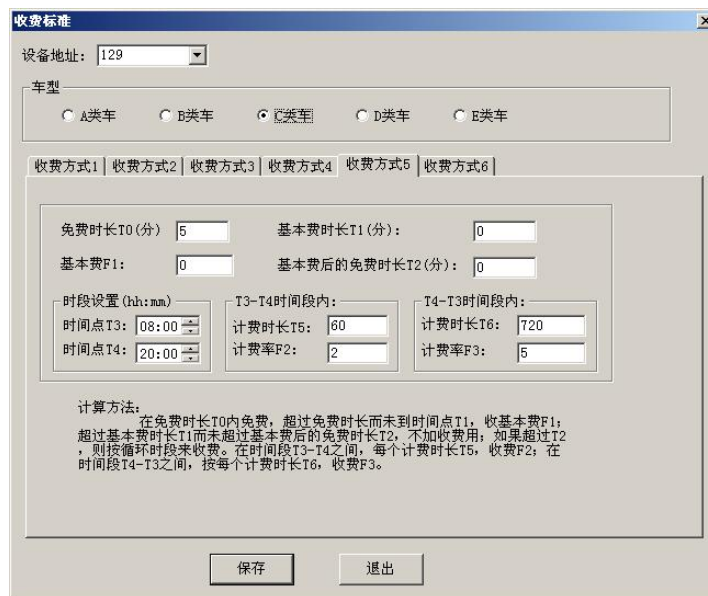 收费标准
设备地址: 129
车型
A类车 B类车 C类车 D类车 E类车
收费方式1 收费方式2 收费方式3 收费方式4 收费方式5 收费方式6
免费时长T0(分) 5 基本费时长T1(分): 0
基本费F1: 0 基本费后的免费时长T2(分): 0
时段设置(hh:mm) T3-T4时间段内: T4-T3时间段内:
时间点T3: 08:00 计费时长T5: 60 计费时长T6: 720
时间点T4: 20:00 计费率F2: 2 计费率F3: 5
计算方法:
在免费时长T0内免费, 超过免费时长而未到时间点T1, 收基本费F1;
超过基本费时长T1而未超过基本费后的免费时长T2, 不加收费用; 如果超过T2
, 则按循环时段来收费。在时间段T3-T4之间, 每个计费时长T5, 收费F2; 在
时间段T4-T3之间, 按每个计费时长T6, 收费F3。
保存 退出